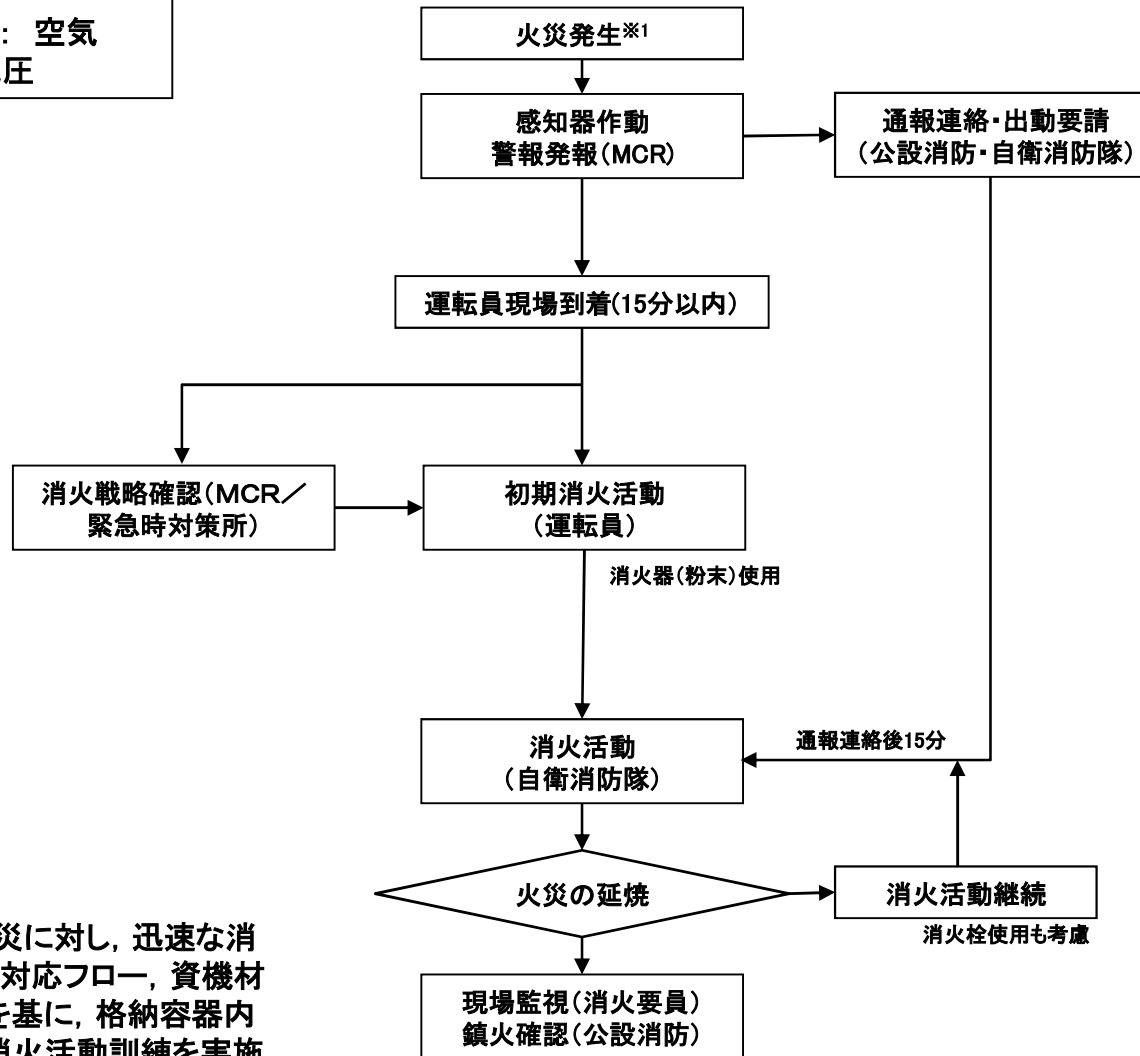 ： 空気
圧
火災発生※1
感知器作動
警報発報(MCR)
通報連絡・出動要請
(公設消防・自衛消防隊)
運転員現場到着(15分以内)
消火戦略確認(MCR／
緊急時対策所)
初期消火活動
(運転員)
消火器(粉末)使用
消火活動
(自衛消防隊)
通報連絡後15分
火災の延焼
消火活動継続
消火栓使用も考慮
災に対し，迅速な消
対応フロー，資機材
を基に，格納容器内
消火活動訓練を実施
現場監視(消火要員)
鎮火確認(公設消防)